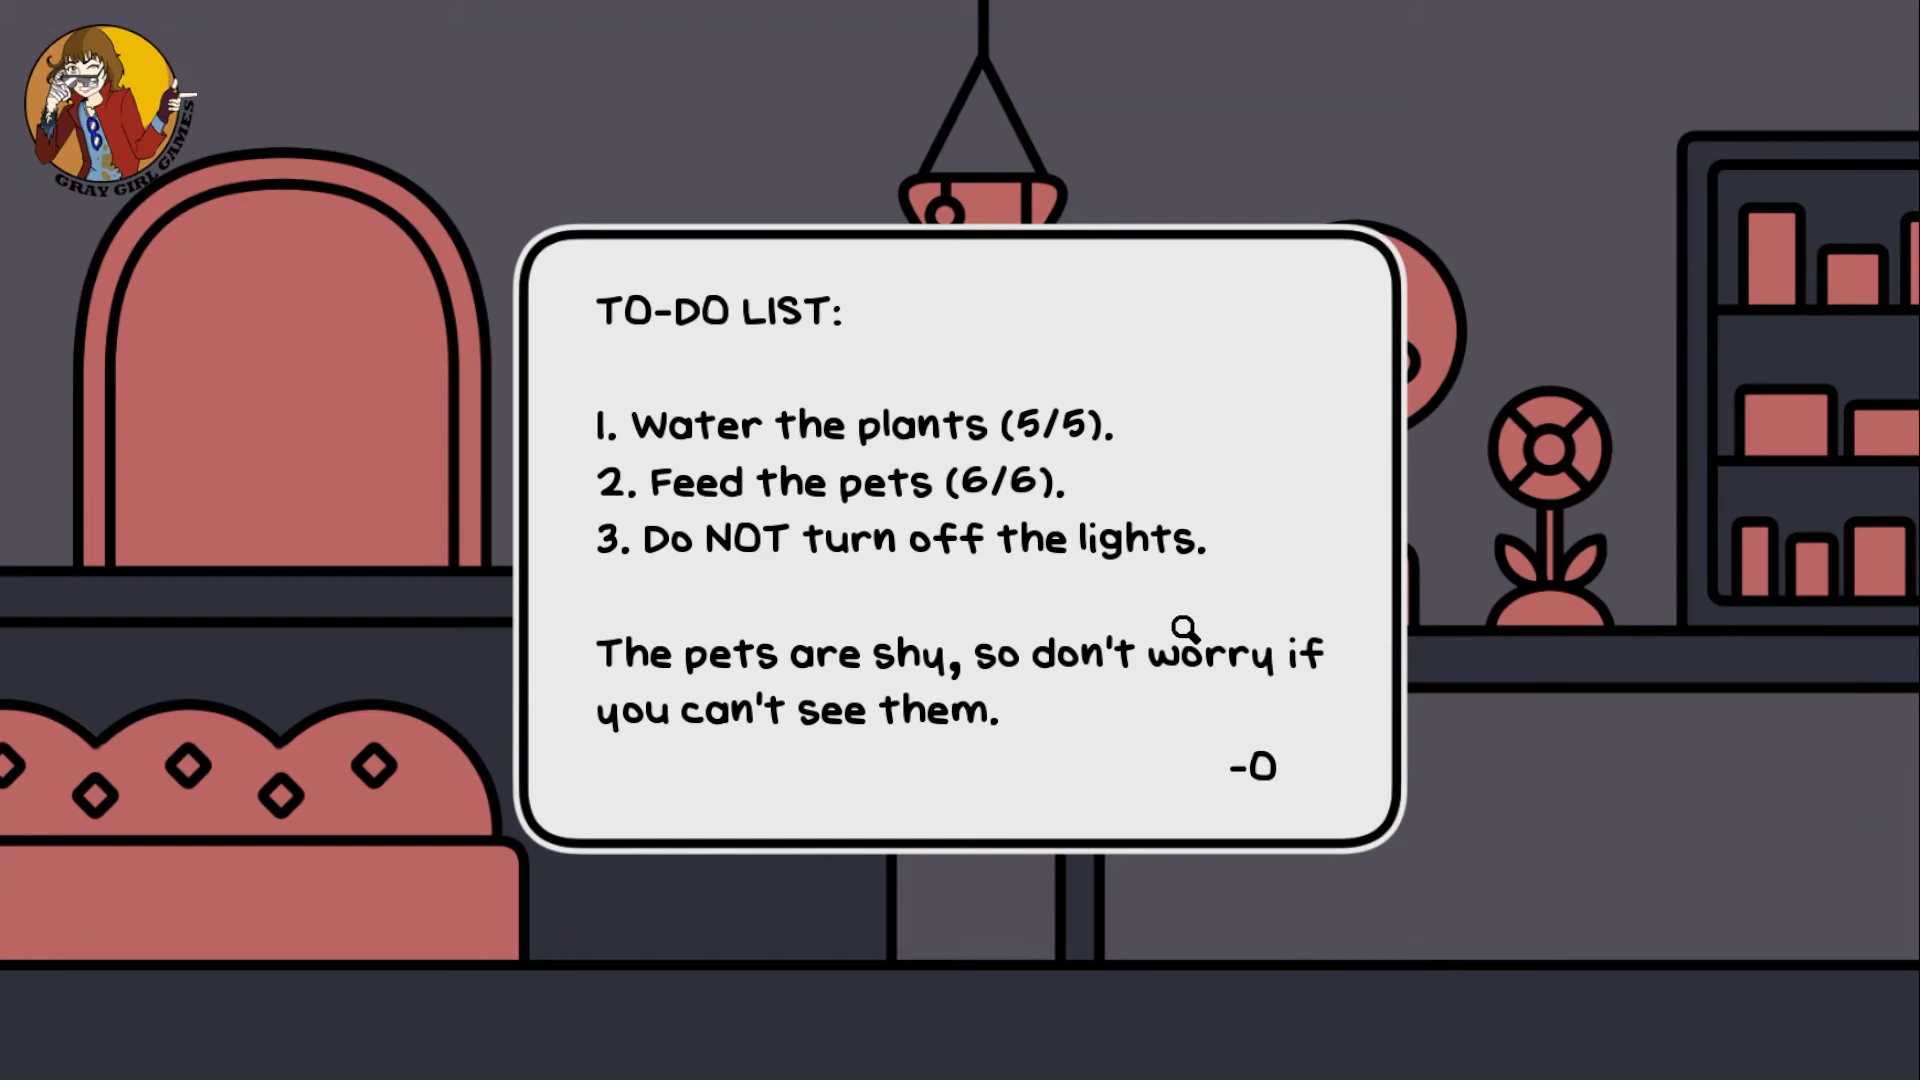 GRAY GIRL GAMES
TO-DO LIST:
1. Water the plants (5/5).
2. Feed the pets (6/6).
3. Do NOT turn off the lights.
The pets are shy, so don't worry if
you can't see them.
-O